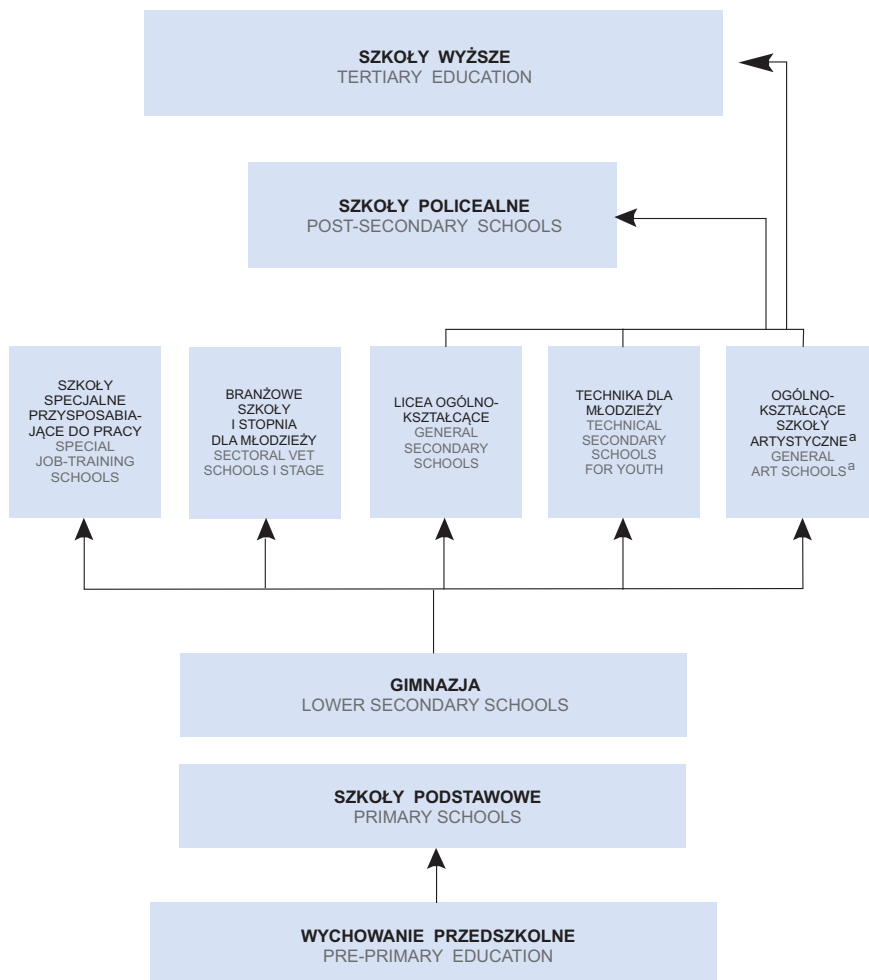 SZKOŁY WYŻSZE
TERTIARY EDUCATION
SZKOŁY POLICEALNE
POST-SECONDARY SCHOOLS
SZKOŁY
SPECJALNE
PRZYSPOSABIA-
JĄCE DO PRACY
SPECIAL
JOB-TRAINING
SCHOOLS
BRANŻOWE
SZKOŁY
I STOPNIA
DLA MŁODZIEŻY
SECTORAL VET
SCHOOLS I STAGE
LICEA OGÓLNO-
KSZTAŁCĄCE
GENERAL
SECONDARY
SCHOOLS
TECHNIKA DLA
MŁODZIEŻY
TECHNICAL
SECONDARY
SCHOOLS
FOR YOUTH
OGÓLNO-
KSZTAŁCĄCE
SZKOŁY
ARTYSTYCZNEa
GENERAL
ART SCHOOLSa
GIMNAZJA
LOWER SECONDARY SCHOOLS
SZKOŁY PODSTAWOWE
PRIMARY SCHOOLS
WYCHOWANIE PRZEDSZKOLNE
PRE-PRIMARY EDUCATION